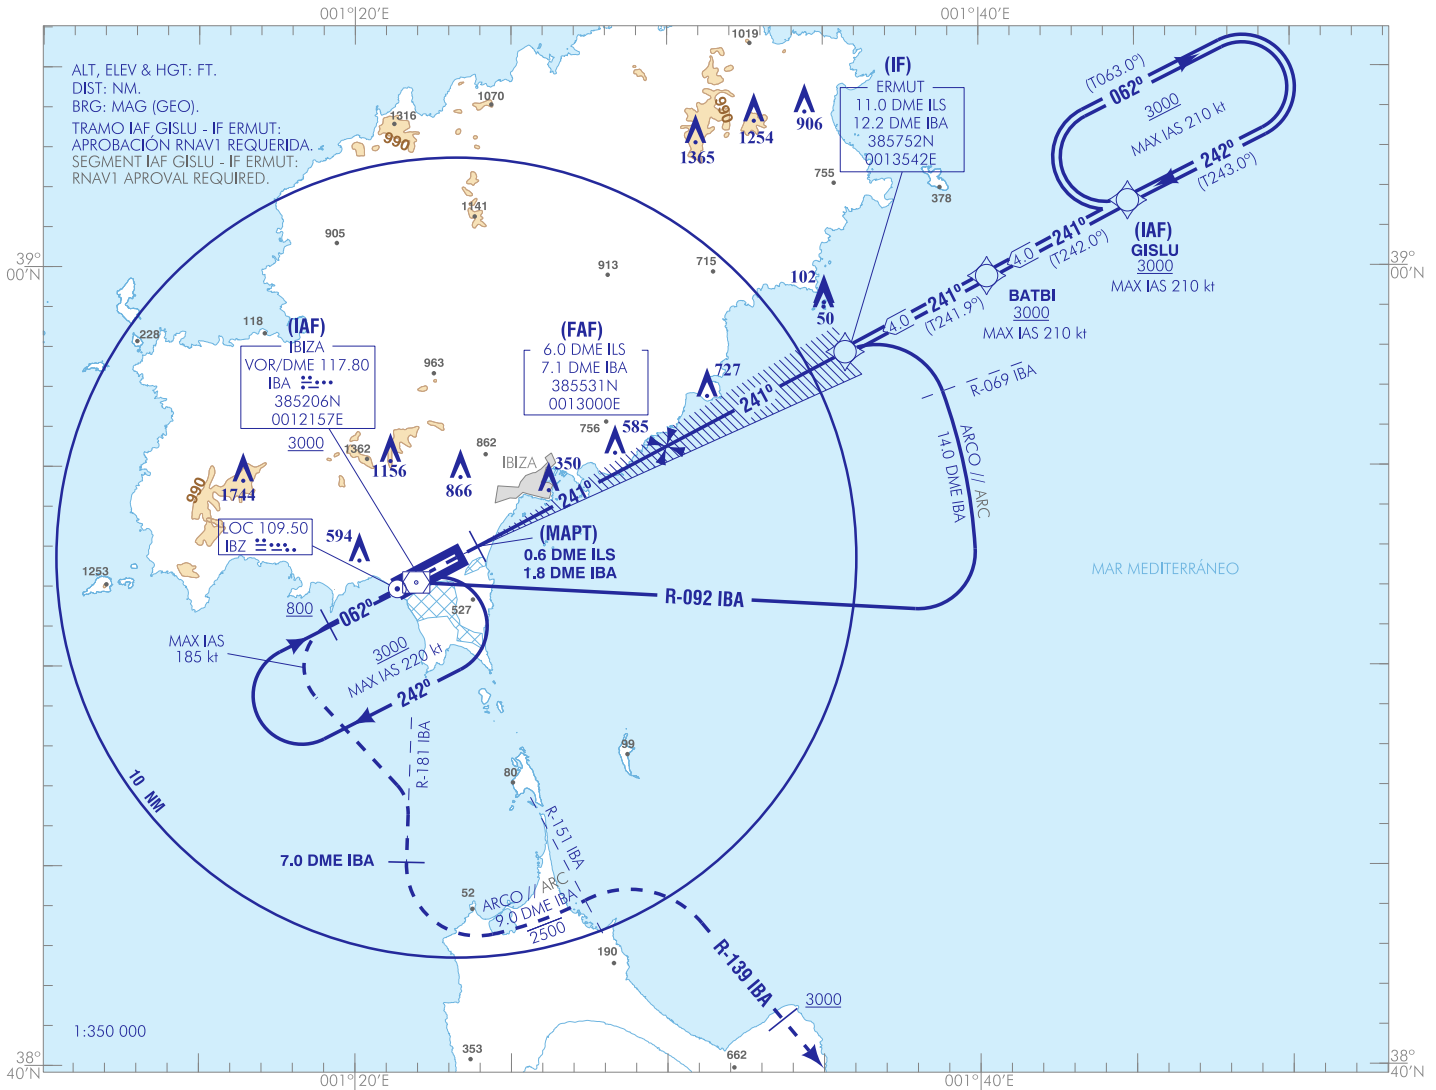 001°20'E
001°40'E
ALT, ELEV & HGT: FT.
DIST: NM.
BRG: MAG (GEO).
TRAMO IAF GISLU - IF ERMUT:
APROBACIÓN RNAV1 REQUERIDA.
SEGMENT IAF GISLU - IF ERMUT:
RNAV1 APROVAL REQUIRED.
1019
1070
1316
990
990
1365
1254
906
(IF)
ERMUT
11.0 DME ILS
12.2 DME IBA
385752N
0013542E
(T063.0°)
062°
3000
MAX IAS 210 kt
242°
(T243.0°)
755
378
1141
905
913
715
(IAF)
GISLU
3000
MAX IAS 210 kt
241°
4.0
(T242.0°)
39°
00'N
39°
00'N
102
50
BATBI
3000
MAX IAS 210 kt
241°
4.0
(T241.9°)
228
118
(IAF)
IBIZA
VOR/DME 117.80
IBA
385206N
0012157E
3000
963
(FAF)
6.0 DME ILS
7.1 DME IBA
385531N
0013000E
727
241°
R-069 IBA
ARCO // ARC
14.0 DME IBA
756
585
862
1362
1156
866
IBIZA
350
241°
990
1744
LOC 109.50
IBZ
594
(MAPT)
0.6 DME ILS
1.8 DME IBA
1253
MAR MEDITERRÁNEO
R-092 IBA
527
800
062°
MAX IAS
185 kt
3000
MAX IAS 220 kt
242°
R-181 IBA
99
80
10 NM
R-151 IBA
7.0 DME IBA
52
ARCO // ARC
9.0 DME IBA
2500
190
R-139 IBA
3000
1:350 000
353
662
38°
40'N
38°
40'N
001°20'E
001°40'E